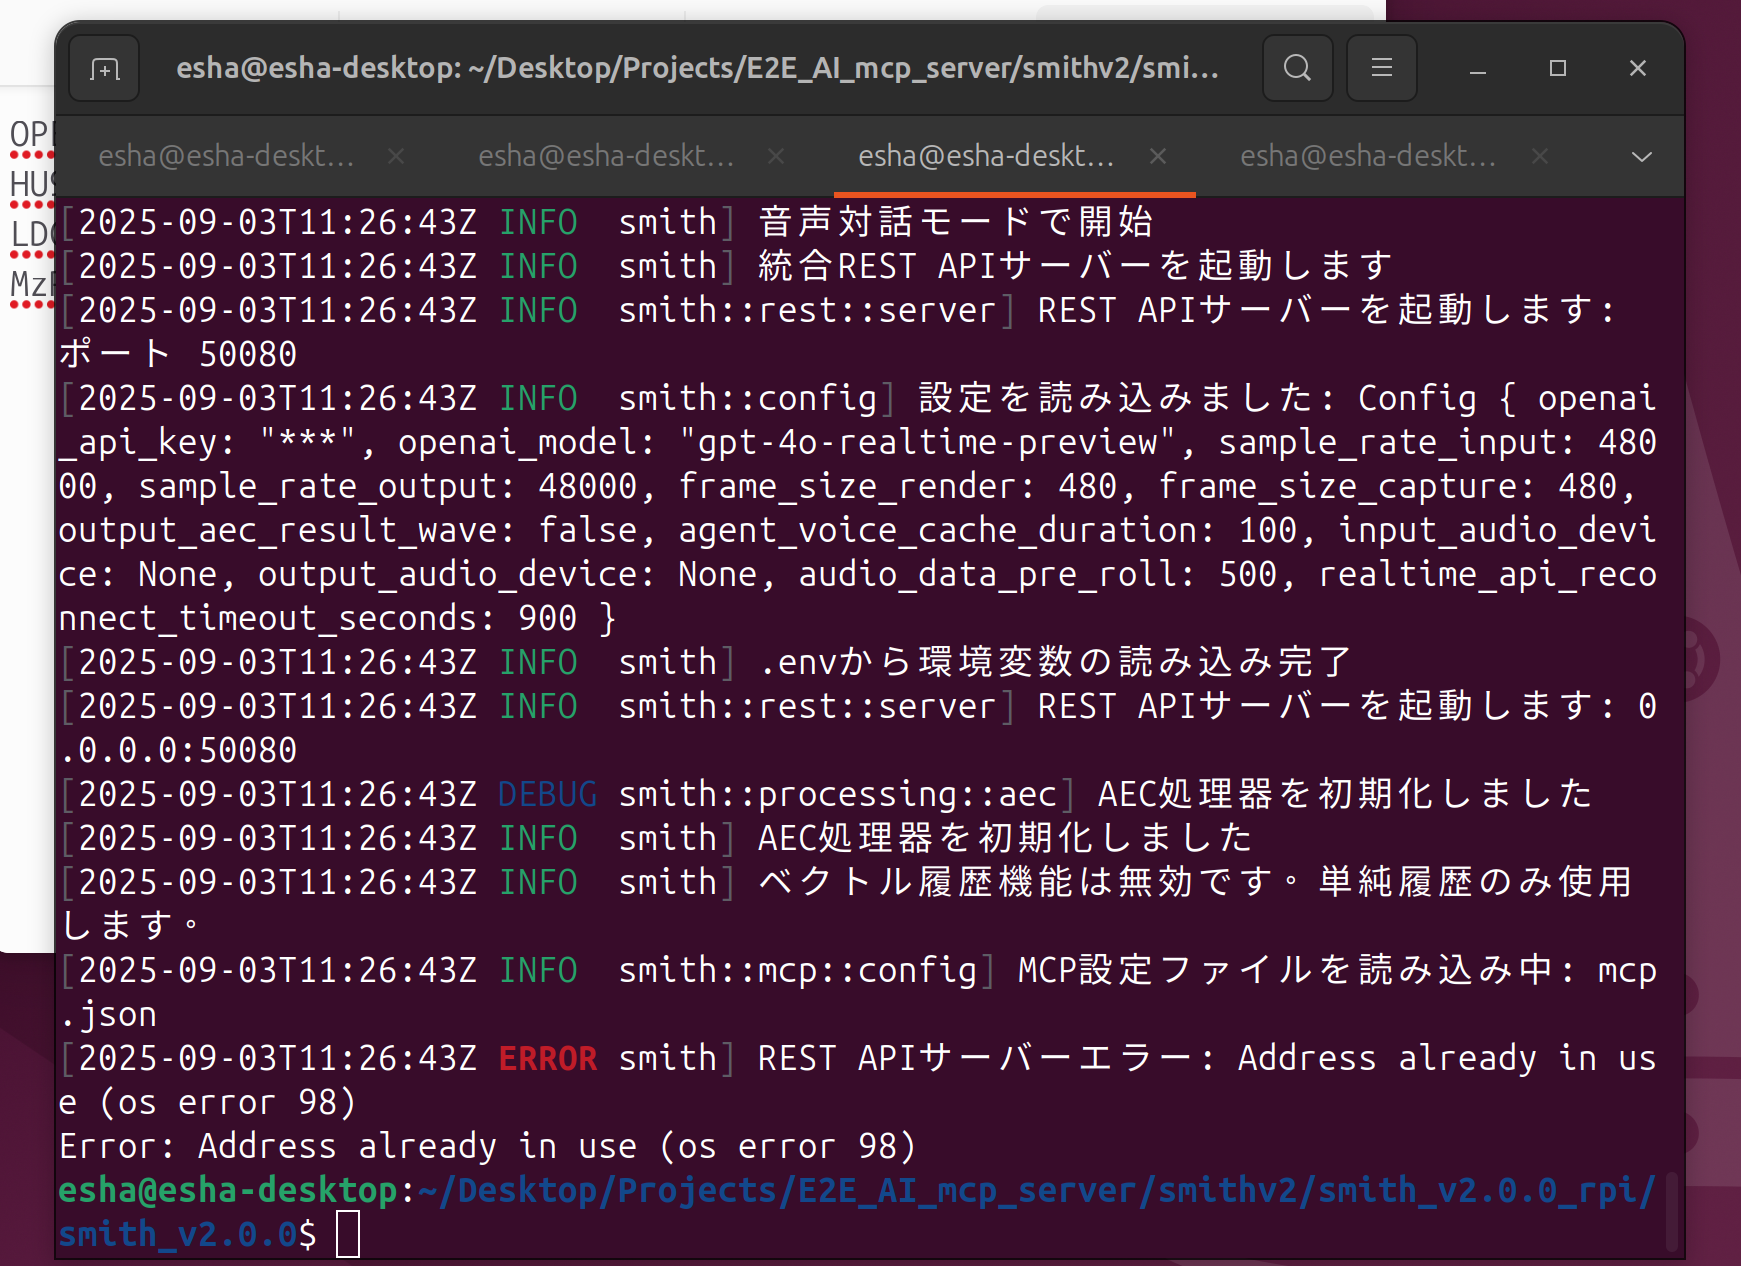 OPE
HUS
LDC
esha@esha-desktop: ~/Desktop/Projects/E2E_AI_mcp_server/smithv2/smi...
esha@esha-deskt... esha@esha-deskt... esha@esha-deskt... esha@esha-deskt...
[2025-09-03T11:26:43Z INFO  smith] 音声対話モードで開始
[2025-09-03T11:26:43Z INFO  smith] 統合REST APIサーバーを起動します
[2025-09-03T11:26:43Z INFO  smith::rest::server] REST APIサーバーを起動します:
ポート 50080
[2025-09-03T11:26:43Z INFO  smith::config] 設定を読み込みました: Config { openai
_api_key: "***", openai_model: "gpt-4o-realtime-preview", sample_rate_input: 480
00, sample_rate_output: 48000, frame_size_render: 480, frame_size_capture: 480,
output_aec_result_wave: false, agent_voice_cache_duration: 100, input_audio_devi
ce: None, output_audio_device: None, audio_data_pre_roll: 500, realtime_api_reco
nnect_timeout_seconds: 900 }
[2025-09-03T11:26:43Z INFO  smith] .envから環境変数の読み込み完了
[2025-09-03T11:26:43Z INFO  smith::rest::server] REST APIサーバーを起動します: 0
.0.0.0:50080
[2025-09-03T11:26:43Z DEBUG smith::processing::aec] AEC処理器を初期化しました
[2025-09-03T11:26:43Z INFO  smith] AEC処理器を初期化しました
[2025-09-03T11:26:43Z INFO  smith] ベクトル履歴機能は無効です。単純履歴のみ使用
します。
[2025-09-03T11:26:43Z INFO  smith::mcp::config] MCP設定ファイルを読み込み中: mcp
.json
[2025-09-03T11:26:43Z ERROR smith] REST APIサーバーエラー: Address already in us
e (os error 98)
Error: Address already in use (os error 98)
esha@esha-desktop:~/Desktop/Projects/E2E_AI_mcp_server/smithv2/smith_v2.0.0_rpi/
smith_v2.0.0$